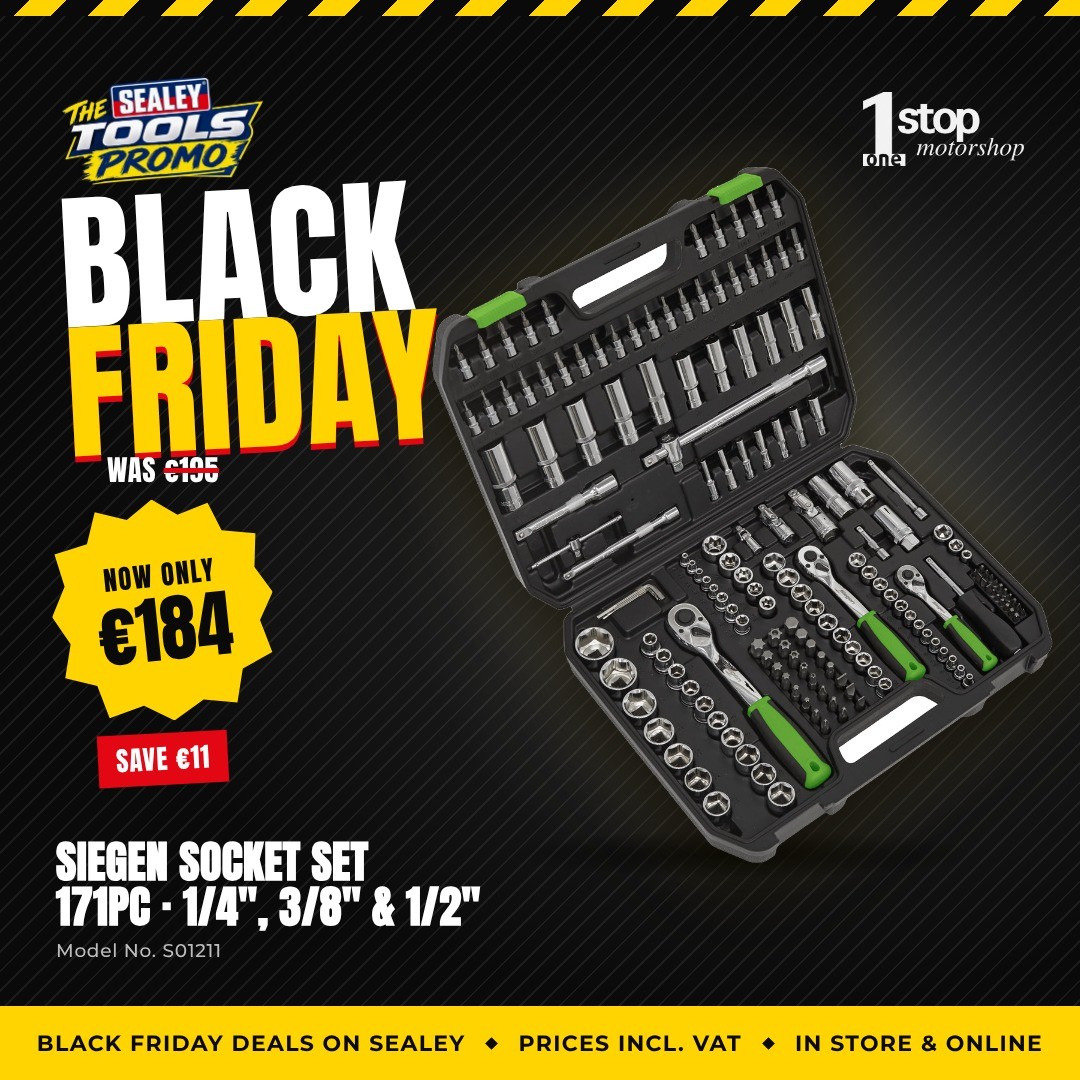 THE SEALEY
TOOLS
PROMO
1 stop
one motorshop
BLACK
FRIDAY
WAS €195
NOW ONLY
€184
SAVE €11
SIEGEN SOCKET SET
171PC · 1/4", 3/8" & 1/2"
Model No. S01211
BLACK FRIDAY DEALS ON SEALEY ◆ PRICES INCL. VAT ◆ IN STORE & ONLINE